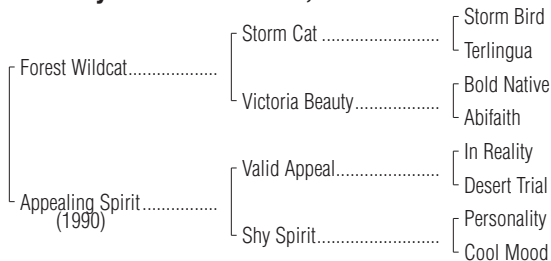 Storm Bird
Storm Cat
Terlingua
Forest Wildcat
Bold Native
Victoria Beauty
Abifaith
In Reality
Valid Appeal
Desert Trial
Appealing Spirit
(1990)
Personality
Shy Spirit
Cool Mood